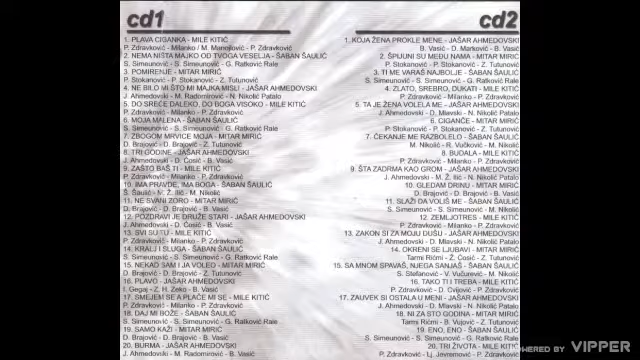 cd1
1. PLAVA CIGANKA - MILE KITIĆ
P. Zdravković - Milanko / M. Manojlović - P. Zdravković
2. NEMA NIŠTA MAJKO OD TVOGA VESELJA - ŠABAN ŠAULIĆ
S. Simeunović - S. Simeunović - G. Ratković Rale
3. POMIRENJE - MITAR MIRIĆ
P. Stokanović - P. Stokanović - Z. Tutunović
4. NE BILO MI ŠTO MI MAJKA MISLI - JAŠAR AHMEDOVSKI
J. Ahmedovski - M. Radomirović - N. Nikolić Patalo
5. DO SREĆE DALEKO, DO BOGA VISOKO - MILE KITIĆ
P. Zdravković - Milanko - P. Zdravković
6. MOJA MALENA - ŠABAN ŠAULIĆ
S. Simeunović - S. Simeunović - G. Ratković Rale
7. ZBOGOM MRVICE MOJA - MITAR MIRIĆ
D. Brajović - D. Brajović - Z. Tutunović
8. TRI GODINE - JAŠAR AHMEDOVSKI
J. Ahmedovski - D. Ćosić - B. Vasić
9. ZAŠTO BAŠ TI - MILE KITIĆ
P. Zdravković - Milanko - P. Zdravković
10. IMA PRAVDE, IMA BOGA - ŠABAN ŠAULIĆ
Š. Šaulić - M. Ž. Ilić - M. Nikolić
11. NE SVANI ZORO - MITAR MIRIĆ
D. Brajović - D. Brajović - B. Vasić
12. POZDRAVI JE DRUŽE STARI - JAŠAR AHMEDOVSKI
J. Ahmedovski - D. Ćosić - B. Vasić
13. SVI SU TU - MILE KITIĆ
P. Zdravković - Milanko - P. Zdravković
14. KRALJ I SLUGA - ŠABAN ŠAULIĆ
S. Simeunović - S. Simeunović - G. Ratković Rale
15. NEKAD SAM I JA VOLEO - MITAR MIRIĆ
D. Brajović - D. Brajović - Z. Tutunović
16. PLAVO - JAŠAR AHMEDOVSKI
I. Gegaj - Z. H. Zeko - B. Vasić
17. SMEJEM SE A PLAČE MI SE - MILE KITIĆ
P. Zdravković - Milanko - P. Zdravković
18. DAJ MI BOŽE - ŠABAN ŠAULIĆ
S. Simeunović - S. Simeunović - G. Ratković Rale
19. SAMO KAŽI - MITAR MIRIĆ
D. Brajović - D. Brajović - B. Vasić
20. BURMA - JAŠAR AHMEDOVSKI
J. Ahmedovski - M. Radomirović - B. Vasić
cd2
1. KOJA ŽENA PROKLE MENE - JAŠAR AHMEDOVSKI
B. Vasić - D. Marković - B. Vasić
2. ŠPIJUNI SU MEĐU NAMA - MITAR MIRIĆ
P. Stokanović - P. Stokanović - Z. Tutunović
3. TI ME VARAŠ NAJBOLJE - ŠABAN ŠAULIĆ
S. Simeunović - S. Simeunović - G. Ratković Rale
4. ZLATO, SREBRO, DUKATI - MILE KITIĆ
P. Zdravković - Milanko - P. Zdravković
5. TA JE ŽENA VOLELA ME - JAŠAR AHMEDOVSKI
J. Ahmedovski - D. Mlavski - N. Nikolić Patalo
6. CIGANČE - MITAR MIRIĆ
P. Stokanović - P. Stokanović - Z. Tutunović
7. ČEKANJE ME RAZBOLELO - ŠABAN ŠAULIĆ
M. Nikolić - R. Vučković - M. Nikolić
8. BUDALA - MILE KITIĆ
P. Zdravković - Milanko - P. Zdravković
9. ŠTA ZADRMA KAO GROM - JAŠAR AHMEDOVSKI
J. Ahmedovski - M. Ž. Ilić - N. Nikolić Patalo
10. GLEDAM DRINU - MITAR MIRIĆ
D. Brajović - D. Brajović - B. Vasić
11. SLAŽI DA VOLIŠ ME - ŠABAN ŠAULIĆ
S. Simeunović - S. Simeunović - M. Nikolić
12. ZEMLJOTRES - MILE KITIĆ
P. Zdravković - Milanko - P. Zdravković
13. ZAKON SI ZA MOJU DUŠU - JAŠAR AHMEDOVSKI
J. Ahmedovski - D. Mlavski - N. Nikolić Patalo
14. OKRENI SE LJUBAVI - MITAR MIRIĆ
Tarmi Rićmi - Ž. Ćosić - Z. Tutunović
15. SA MNOM SPAVAŠ, NJEGA SANJAŠ - ŠABAN ŠAULIĆ
S. Stefanović - V. Vučurević - M. Nikolić
16. TAKO TI I TREBA - MILE KITIĆ
P. Zdravković - D. Cvijović - P. Zdravković
17. ZAUVEK SI OSTALA U MENI - JAŠAR AHMEDOVSKI
J. Ahmedovski - D. Mlavski - N. Nikolić Patalo
18. NI ZA STO GODINA - MITAR MIRIĆ
Tarmi Rićmi - B. Vujović - Z. Tutunović
19. ENO, ENO - ŠABAN ŠAULIĆ
S. Simeunović - S. Simeunović - G. Ratković Rale
20. TRI ŽIVOTA - MILE KITIĆ
P. Zdravković - Lj. Jevremović - P. Zdravković
POWERED BY VIPPER